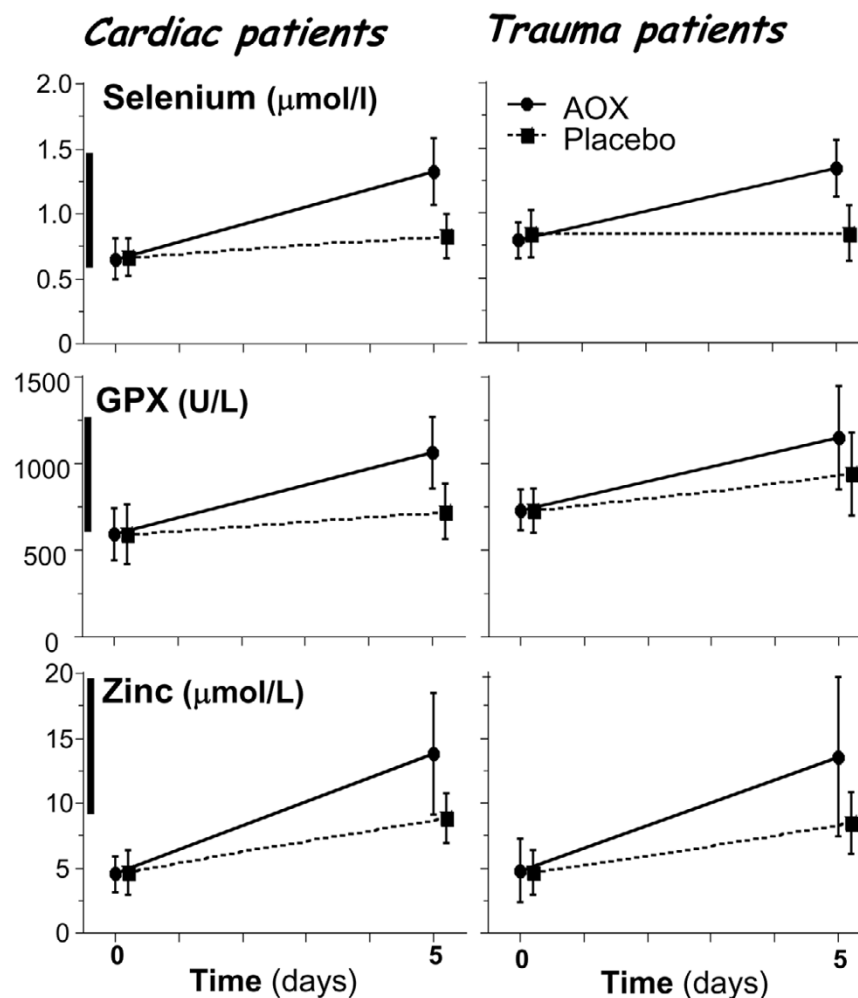 Cardiac patients
Trauma patients
Selenium (μmol/l)
2.0
1.5
1.0
0.5
0
AOX
Placebo
GPX (U/L)
1500
1000
500
0
Zinc (μmol/L)
20
15
10
5
0
0 5
Time (days)
0 5
Time (days)